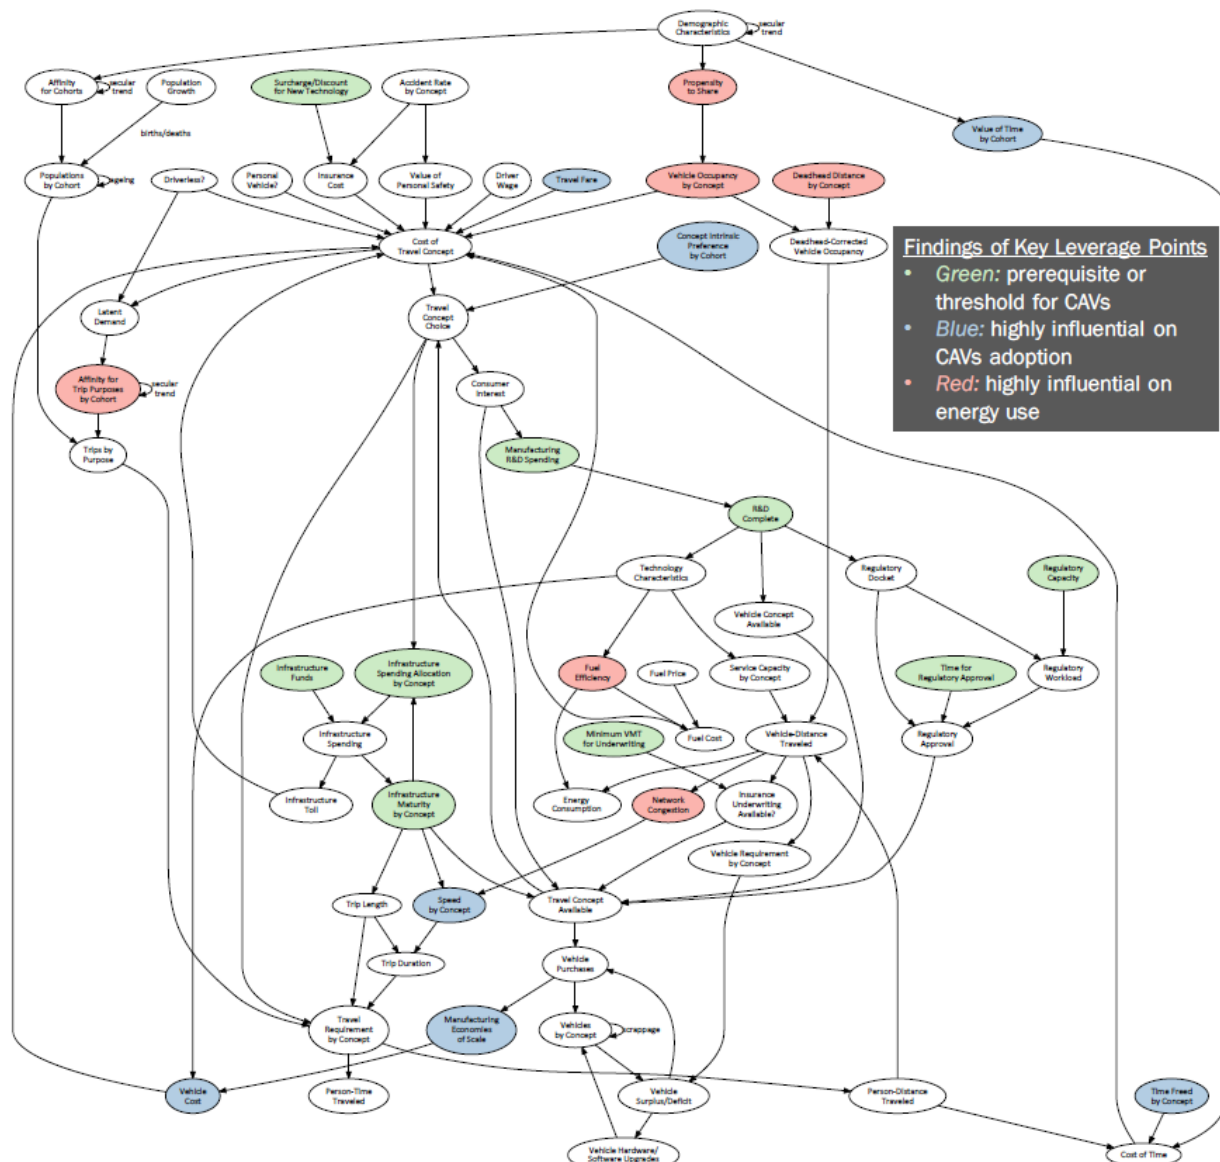 Demographic
Characteristics
secular
trend
Affinity
for Cohorts
secular
trend
Population
Growth
Surcharge/Discount
for New Technology
Accident Rate
by Concept
Propensity
to Share
Value of Time
by Cohort
births/deaths
Populations
by Cohort
ageing
Driverless?
Personal
Vehicle?
Insurance
Cost
Value of
Personal Safety
Driver
Wage
Travel Fare
Vehicle Occupancy
by Concept
Deadhead Distance
by Concept
Cost of
Travel Concept
Concept Intrinsic
Preference
by Cohort
Deadhead-Corrected
Vehicle Occupancy
Findings of Key Leverage Points
• Green: prerequisite or
threshold for CAVs
• Blue: highly influential on
CAVs adoption
• Red: highly influential on
energy use
Latent
Demand
Travel
Concept
Choice
Affinity for
Trip Purposes
by Cohort
secular
trend
Consumer
Interest
Trips by
Purpose
Manufacturing
R&D Spending
R&D
Complete
Technology
Characteristics
Regulatory
Docket
Regulatory
Capacity
Vehicle Concept
Available
Infrastructure
Funds
Infrastructure
Spending Allocation
by Concept
Fuel
Efficiency
Fuel Price
Service Capacity
by Concept
Time for
Regulatory Approval
Regulatory
Workload
Infrastructure
Spending
Minimum VMT
for Underwriting
Fuel Cost
Vehicle-Distance
Traveled
Regulatory
Approval
Infrastructure
Toll
Infrastructure
Maturity
by Concept
Energy
Consumption
Network
Congestion
Insurance
Underwriting
Available?
Vehicle Requirement
by Concept
Trip Length
Speed
by Concept
Travel Concept
Available
Trip Duration
Vehicle
Purchases
Travel
Requirement
by Concept
Manufacturing
Economies
of Scale
Vehicles
by Concept
scrappage
Vehicle
Cost
Person-Time
Traveled
Vehicle
Surplus/Deficit
Person-Distance
Traveled
Time Freed
by Concept
Vehicle Hardware/
Software Upgrades
Cost of Time